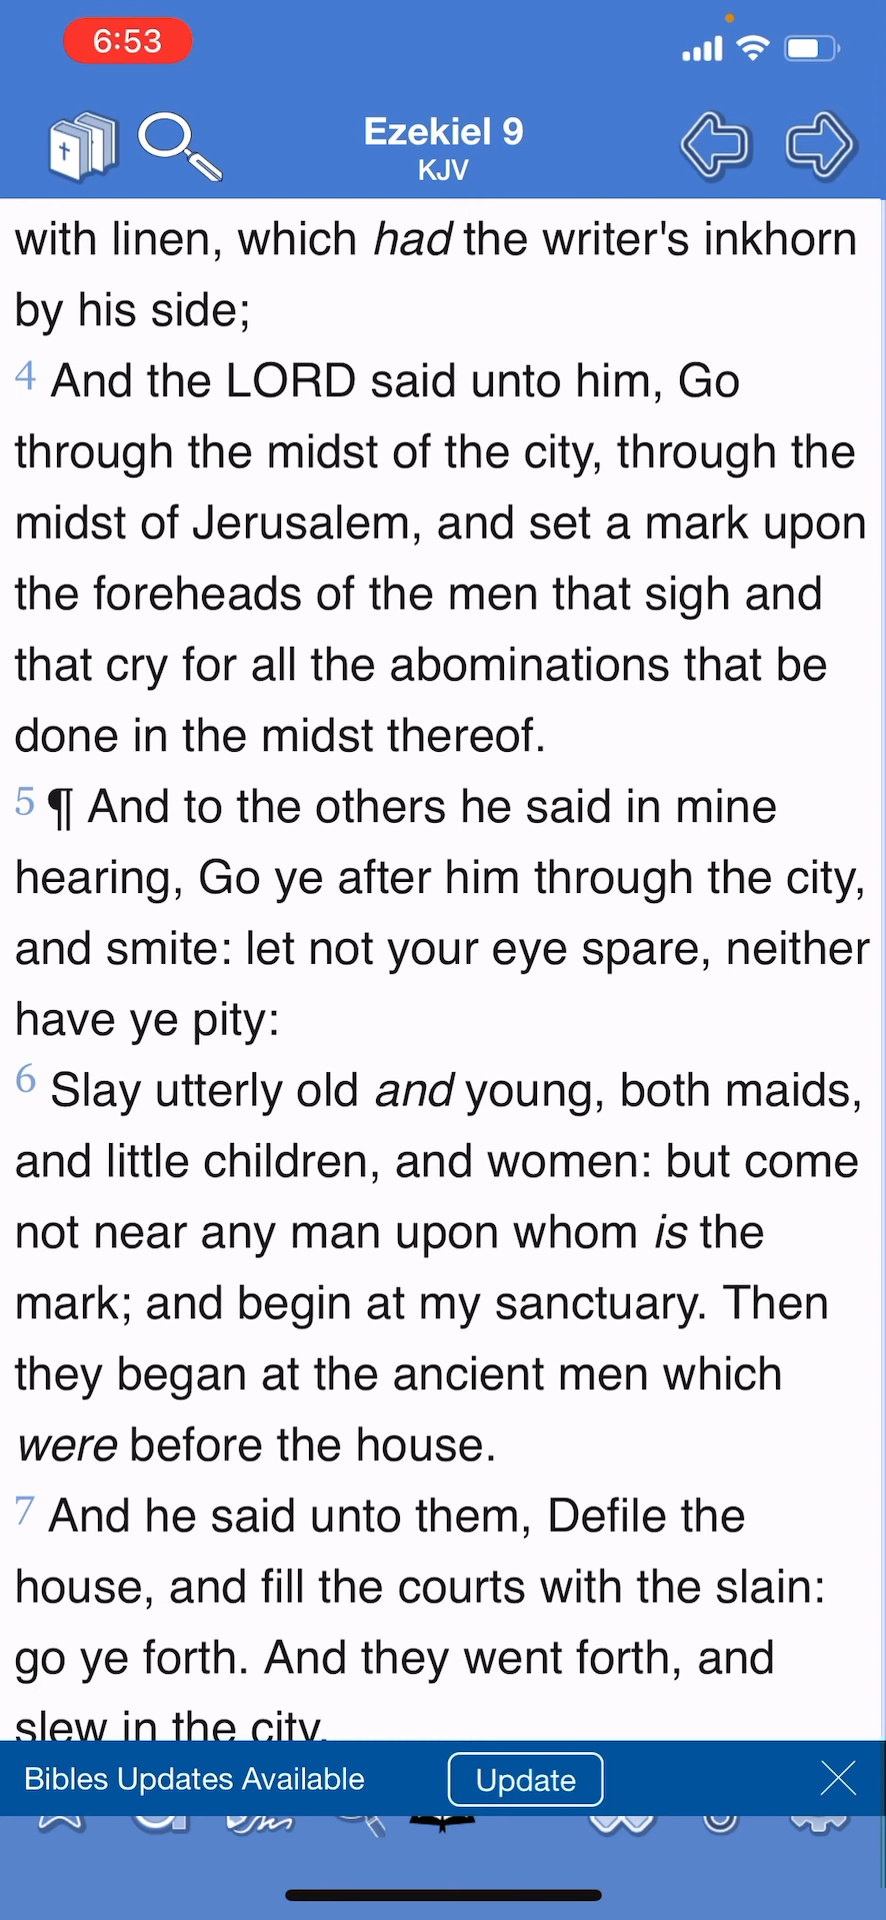 6:53
Ezekiel 9
KJV
with linen, which had the writer's inkhorn
by his side;
4 And the LORD said unto him, Go
through the midst of the city, through the
midst of Jerusalem, and set a mark upon
the foreheads of the men that sigh and
that cry for all the abominations that be
done in the midst thereof.
5 ¶ And to the others he said in mine
hearing, Go ye after him through the city,
and smite: let not your eye spare, neither
have ye pity:
6 Slay utterly old and young, both maids,
and little children, and women: but come
not near any man upon whom is the
mark; and begin at my sanctuary. Then
they began at the ancient men which
were before the house.
7 And he said unto them, Defile the
house, and fill the courts with the slain:
go ye forth. And they went forth, and
slew in the city.
Bibles Updates Available Update